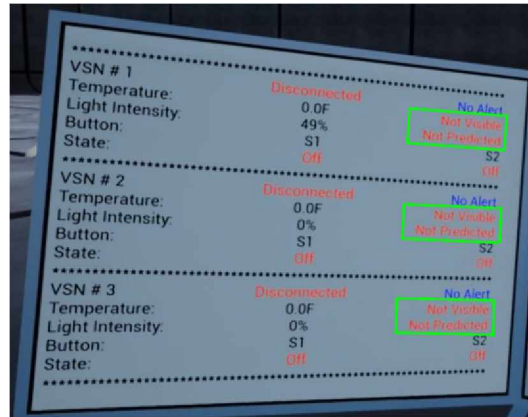 ************************************************
VSN # 1 Disconnected No Alert
Temperature: 0.0F Not Visible
Light Intensity: 49% Not Predicted
Button: S1 S2
State: Off Off
************************************************
VSN # 2 Disconnected No Alert
Temperature: 0.0F Not Visible
Light Intensity: 0% Not Predicted
Button: S1 S2
State: Off Off
************************************************
VSN # 3 Disconnected No Alert
Temperature: 0.0F Not Visible
Light Intensity: 0% Not Predicted
Button: S1 S2
State: Off Off
************************************************